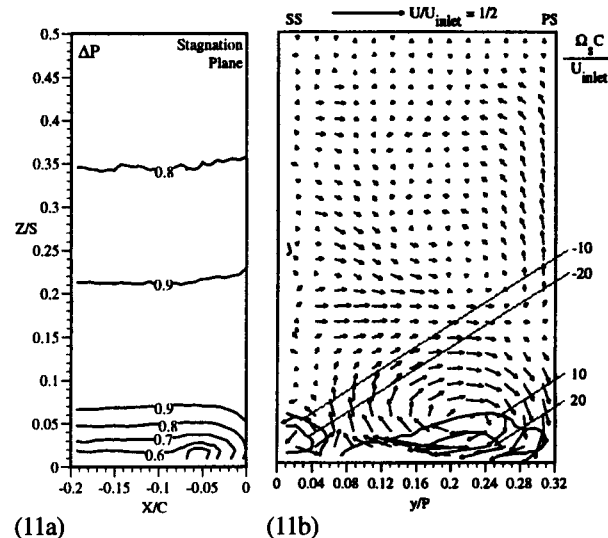 SS
U/U_inlet = 1/2
PS
ΔP
Stagnation
Plane
Ω_s C
U_inlet
0.5
0.45
0.4
0.35
0.3
Z/S
0.25
0.2
0.15
0.1
0.05
0
0.8
0.9
0.9
0.8
0.7
0.6
-10
-20
10
20
-0.2 -0.15 -0.1 -0.05 0
X/C
0 0.04 0.08 0.12 0.16 0.2 0.24 0.28 0.32
y/P
(11a)
(11b)